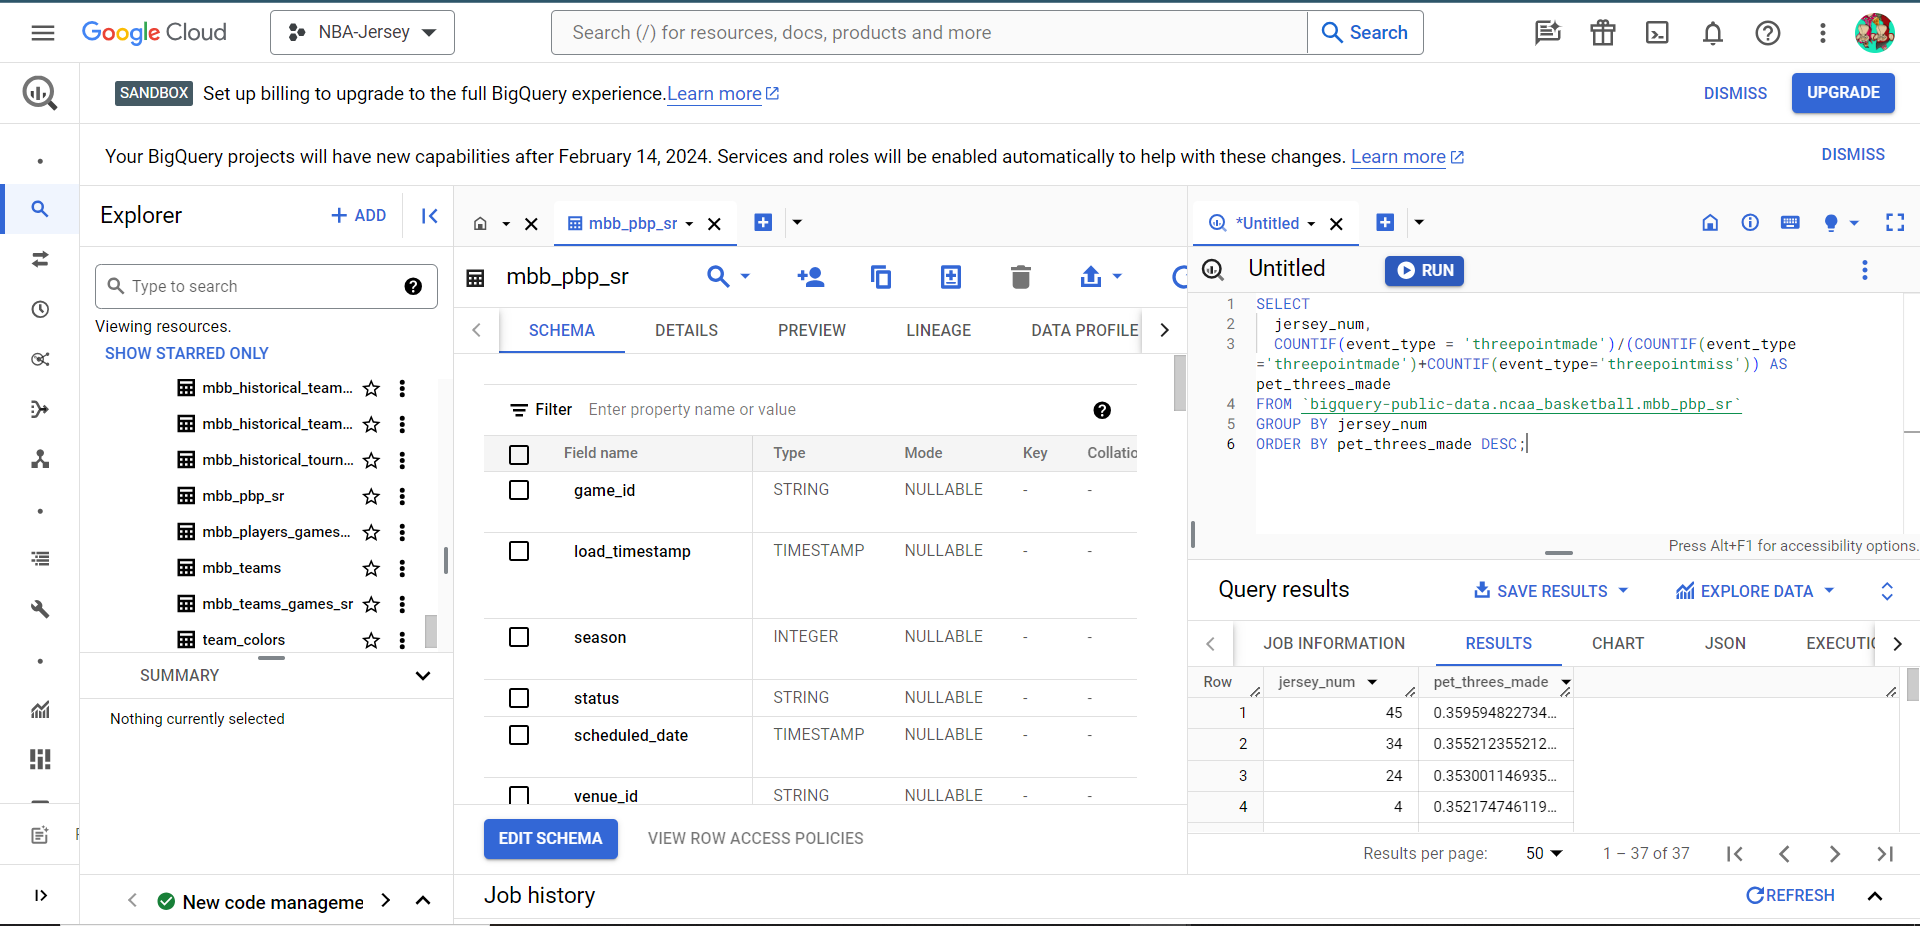 Google Cloud
NBA-Jersey
Search (/) for resources, docs, products and more
Search
SANDBOX Set up billing to upgrade to the full BigQuery experience. Learn more
DISMISS
UPGRADE
Your BigQuery projects will have new capabilities after February 14, 2024. Services and roles will be enabled automatically to help with these changes. Learn more
DISMISS
Explorer
+ ADD
Type to search
Viewing resources.
SHOW STARRED ONLY
mbb_historical_team...
mbb_historical_team...
mbb_historical_tourn...
mbb_pbp_sr
mbb_players_games...
mbb_teams
mbb_teams_games_sr
team_colors
SUMMARY
Nothing currently selected
New code manageme
mbb_pbp_sr
mbb_pbp_sr
SCHEMA DETAILS PREVIEW LINEAGE DATA PROFILE
Filter Enter property name or value
Field name Type Mode Key Collatio
game_id STRING NULLABLE - -
load_timestamp TIMESTAMP NULLABLE - -
season INTEGER NULLABLE - -
status STRING NULLABLE - -
scheduled_date TIMESTAMP NULLABLE - -
venue_id STRING NULLABLE - -
EDIT SCHEMA
VIEW ROW ACCESS POLICIES
*Untitled
Untitled
RUN
1 SELECT
2 jersey_num,
3 COUNTIF(event_type = 'threepointmade')/(COUNTIF(event_type
='threepointmade')+COUNTIF(event_type='threepointmiss')) AS
pet_threes_made
4 FROM `bigquery-public-data.ncaa_basketball.mbb_pbp_sr`
5 GROUP BY jersey_num
6 ORDER BY pet_threes_made DESC;
Press Alt+F1 for accessibility options.
Query results
SAVE RESULTS
EXPLORE DATA
JOB INFORMATION RESULTS CHART JSON EXECUTI
Row jersey_num pet_threes_made
1 45 0.359594822734...
2 34 0.355212355212...
3 24 0.353001146935...
4 4 0.352174746119...
Results per page: 50 1 – 37 of 37
Job history
REFRESH